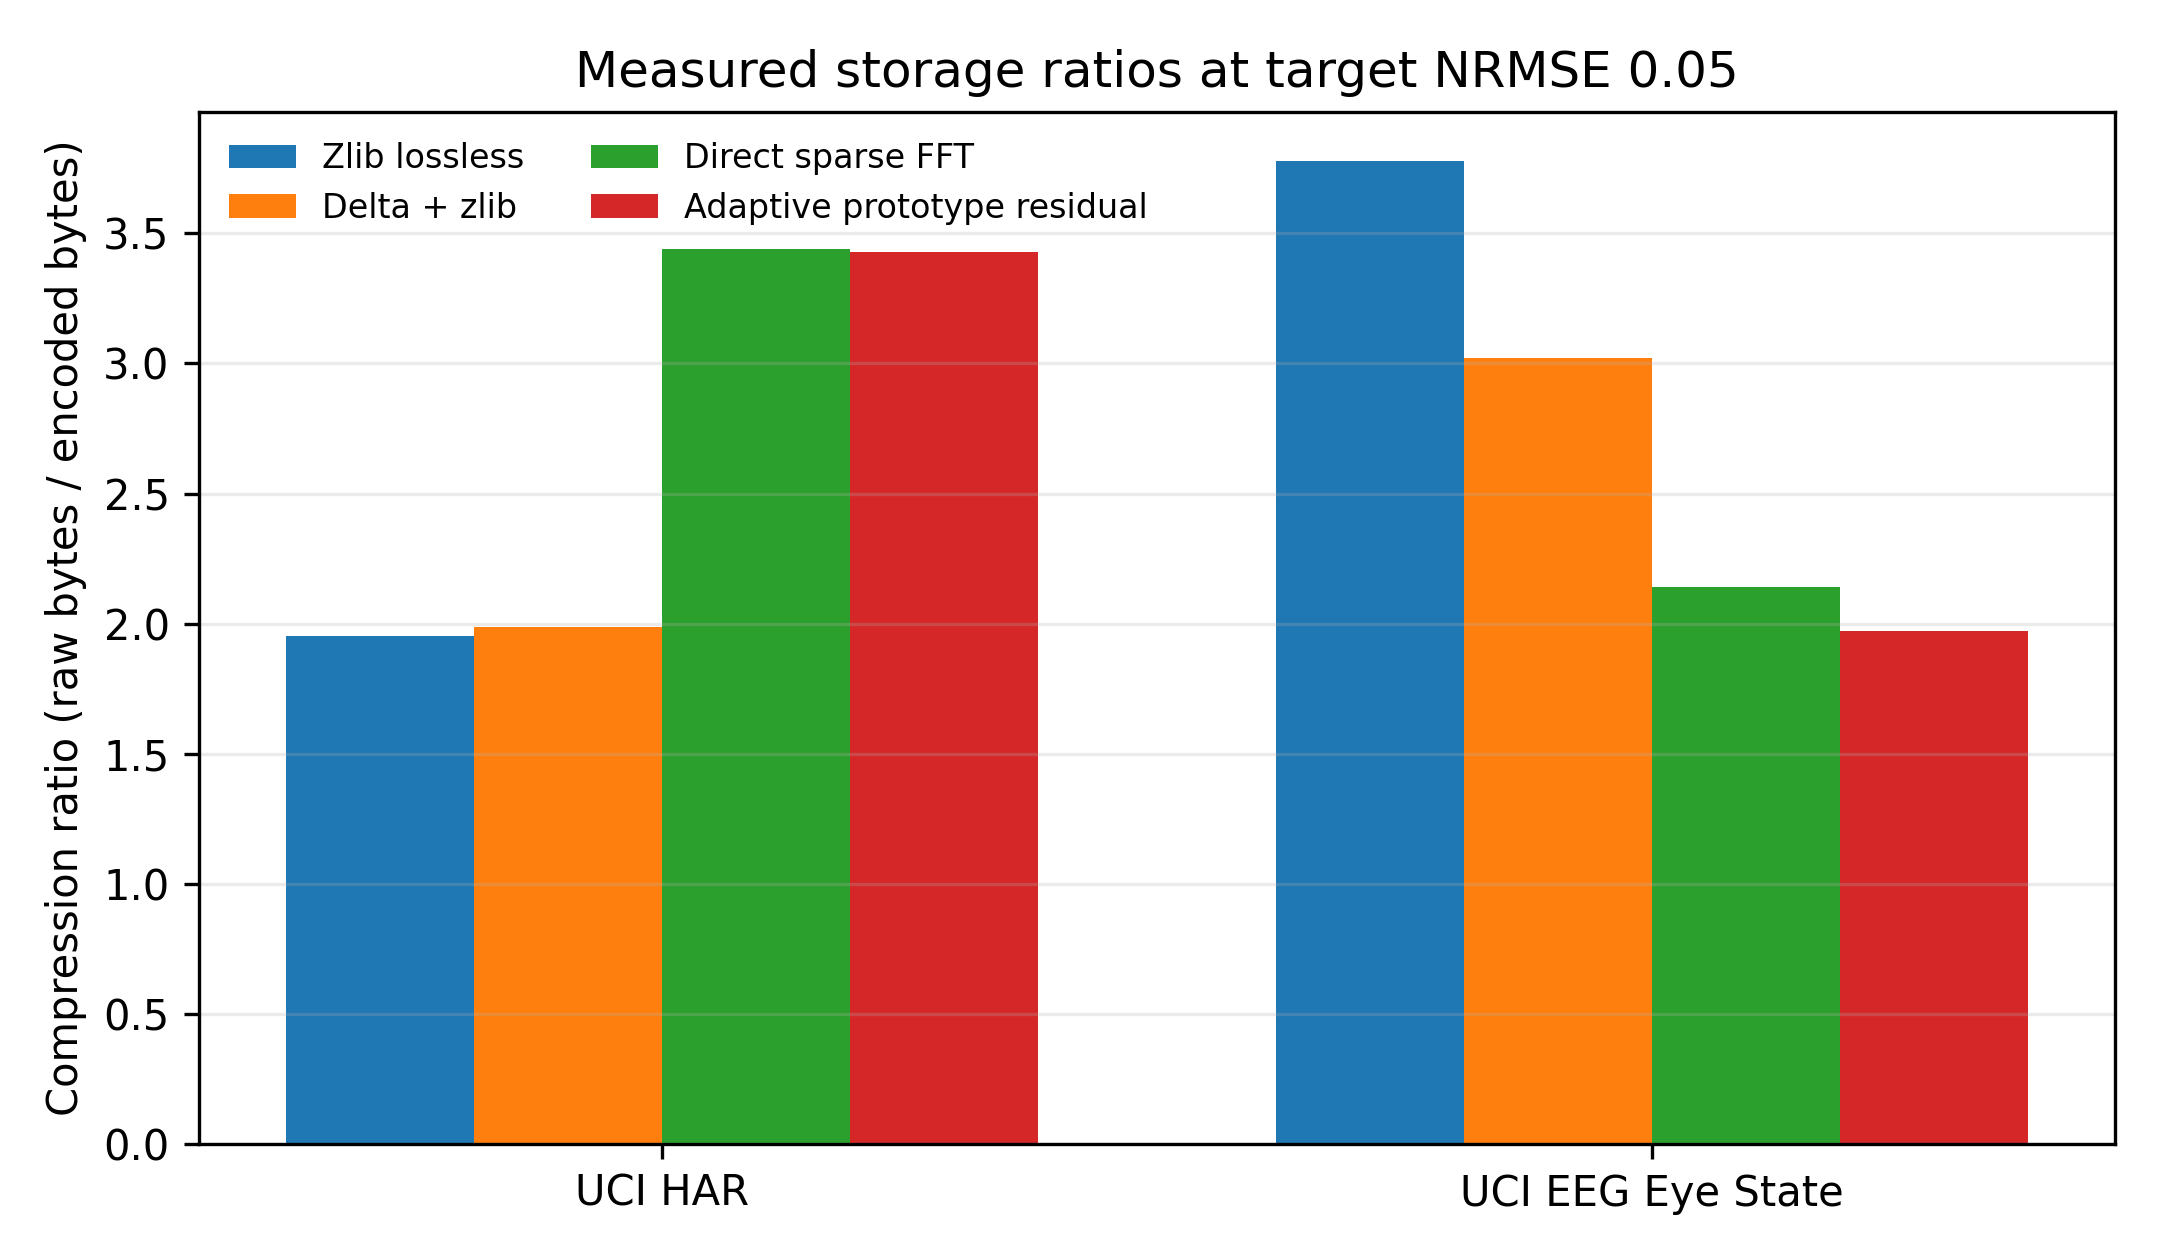 Measured storage ratios at target NRMSE 0.05
Compression ratio (raw bytes / encoded bytes)
Zlib lossless
Delta + zlib
Direct sparse FFT
Adaptive prototype residual
3.5
3.0
2.5
2.0
1.5
1.0
0.5
0.0
UCI HAR
UCI EEG Eye State